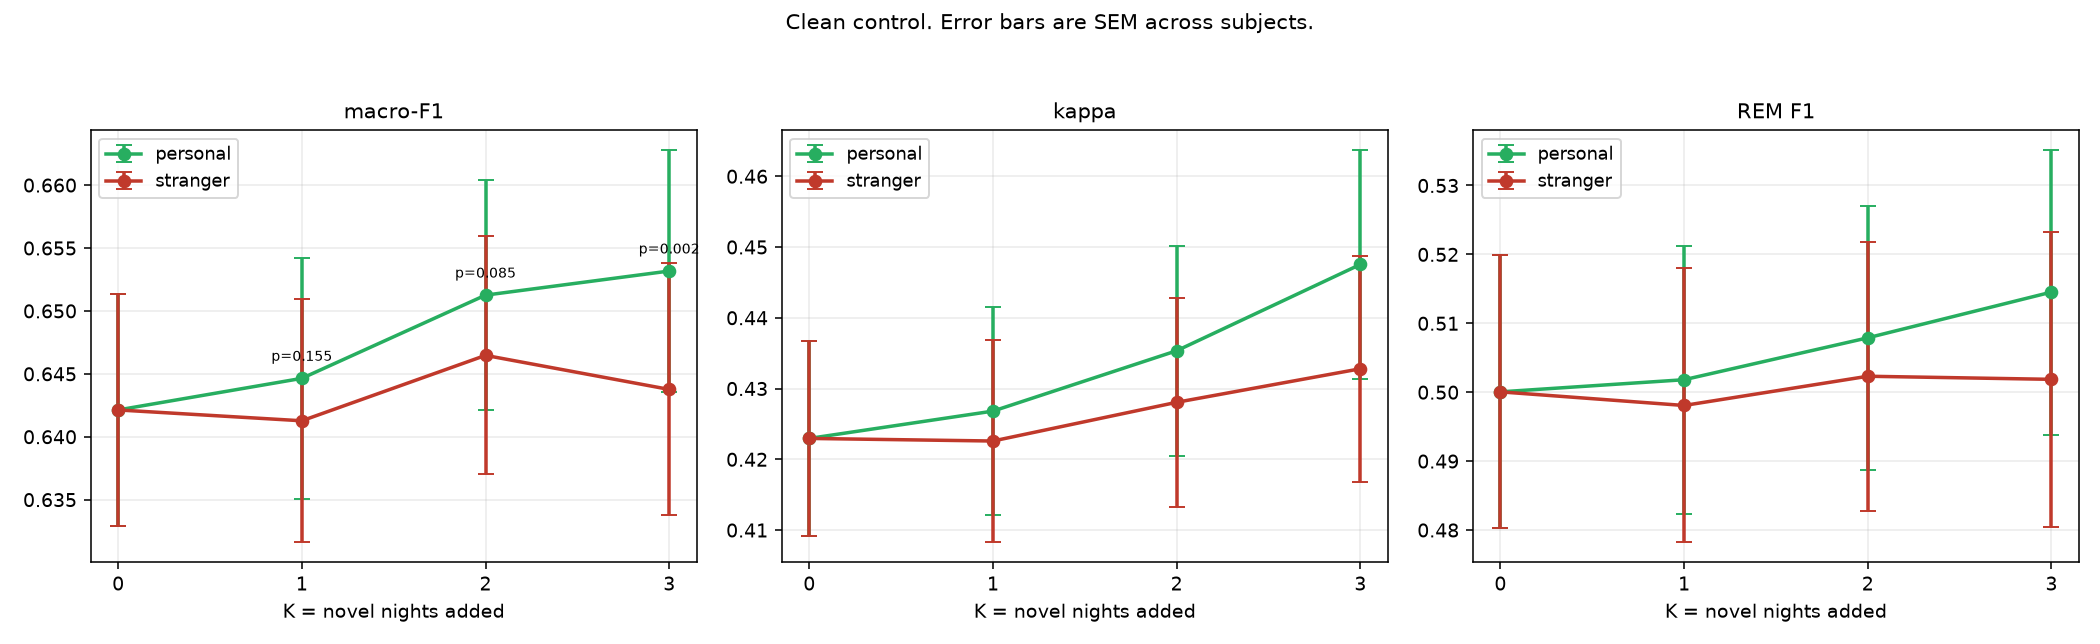 Clean control. Error bars are SEM across subjects.
macro-F1
personal
stranger
0.660
0.655
0.650
0.645
0.640
0.635
p=0.155
p=0.085
p=0.002
0
1
2
3
K = novel nights added
kappa
personal
stranger
0.46
0.45
0.44
0.43
0.42
0.41
0
1
2
3
K = novel nights added
REM F1
personal
stranger
0.53
0.52
0.51
0.50
0.49
0.48
0
1
2
3
K = novel nights added